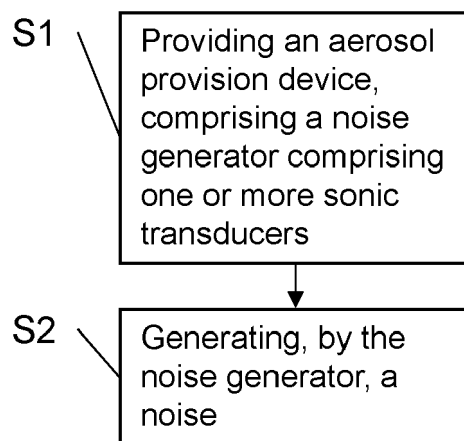 S1
Providing an aerosol
provision device,
comprising a noise
generator comprising
one or more sonic
transducers
S2
Generating, by the
noise generator, a
noise